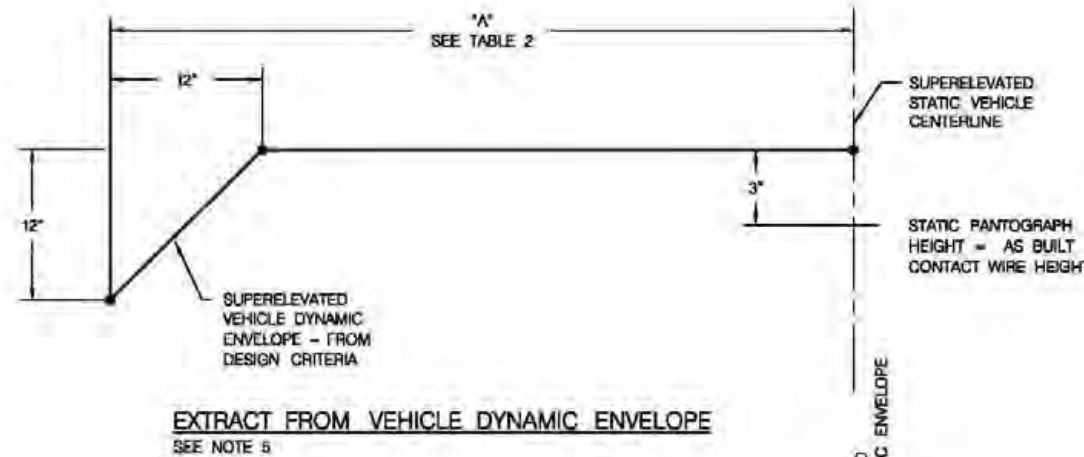 "A"
SEE TABLE 2
12"
SUPERELEVATED
STATIC VEHICLE
CENTERLINE
12"
3"
STATIC PANTOGRAPH
HEIGHT = AS BUILT
CONTACT WIRE HEIGHT
SUPERELEVATED
VEHICLE DYNAMIC
ENVELOPE - FROM
DESIGN CRITERIA
EXTRACT FROM VEHICLE DYNAMIC ENVELOPE
SEE NOTE 5
C ENVELOPE